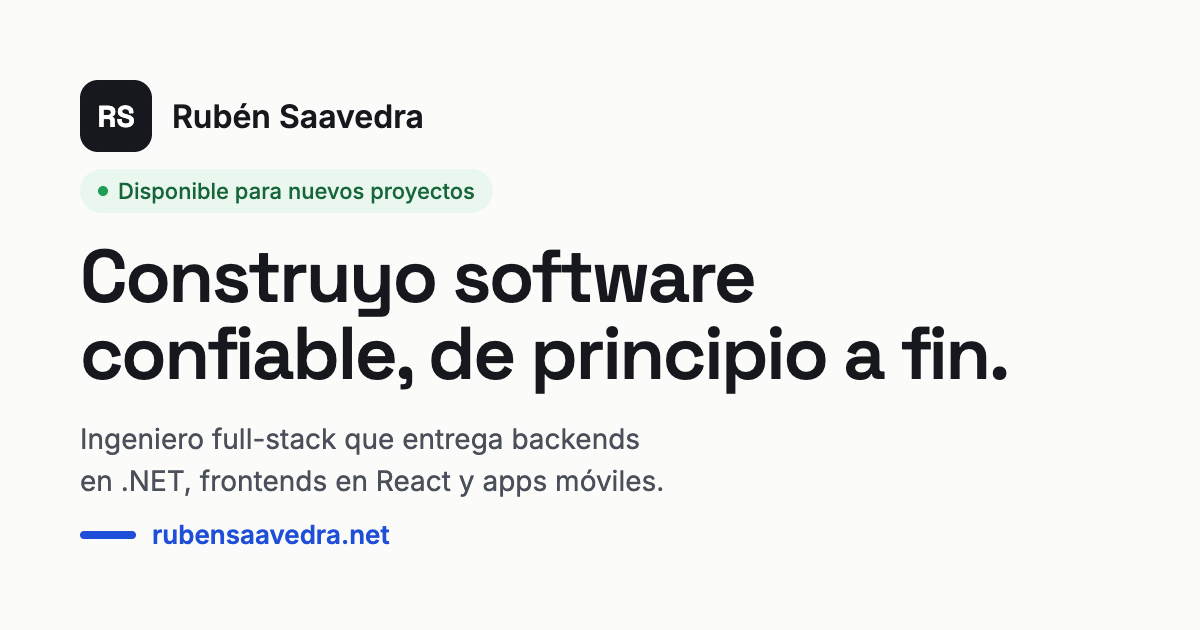 RS
Rubén Saavedra
Disponible para nuevos proyectos
Construyo software
confiable, de principio a fin.
Ingeniero full-stack que entrega backends
en .NET, frontends en React y apps móviles.
rubensaavedra.net